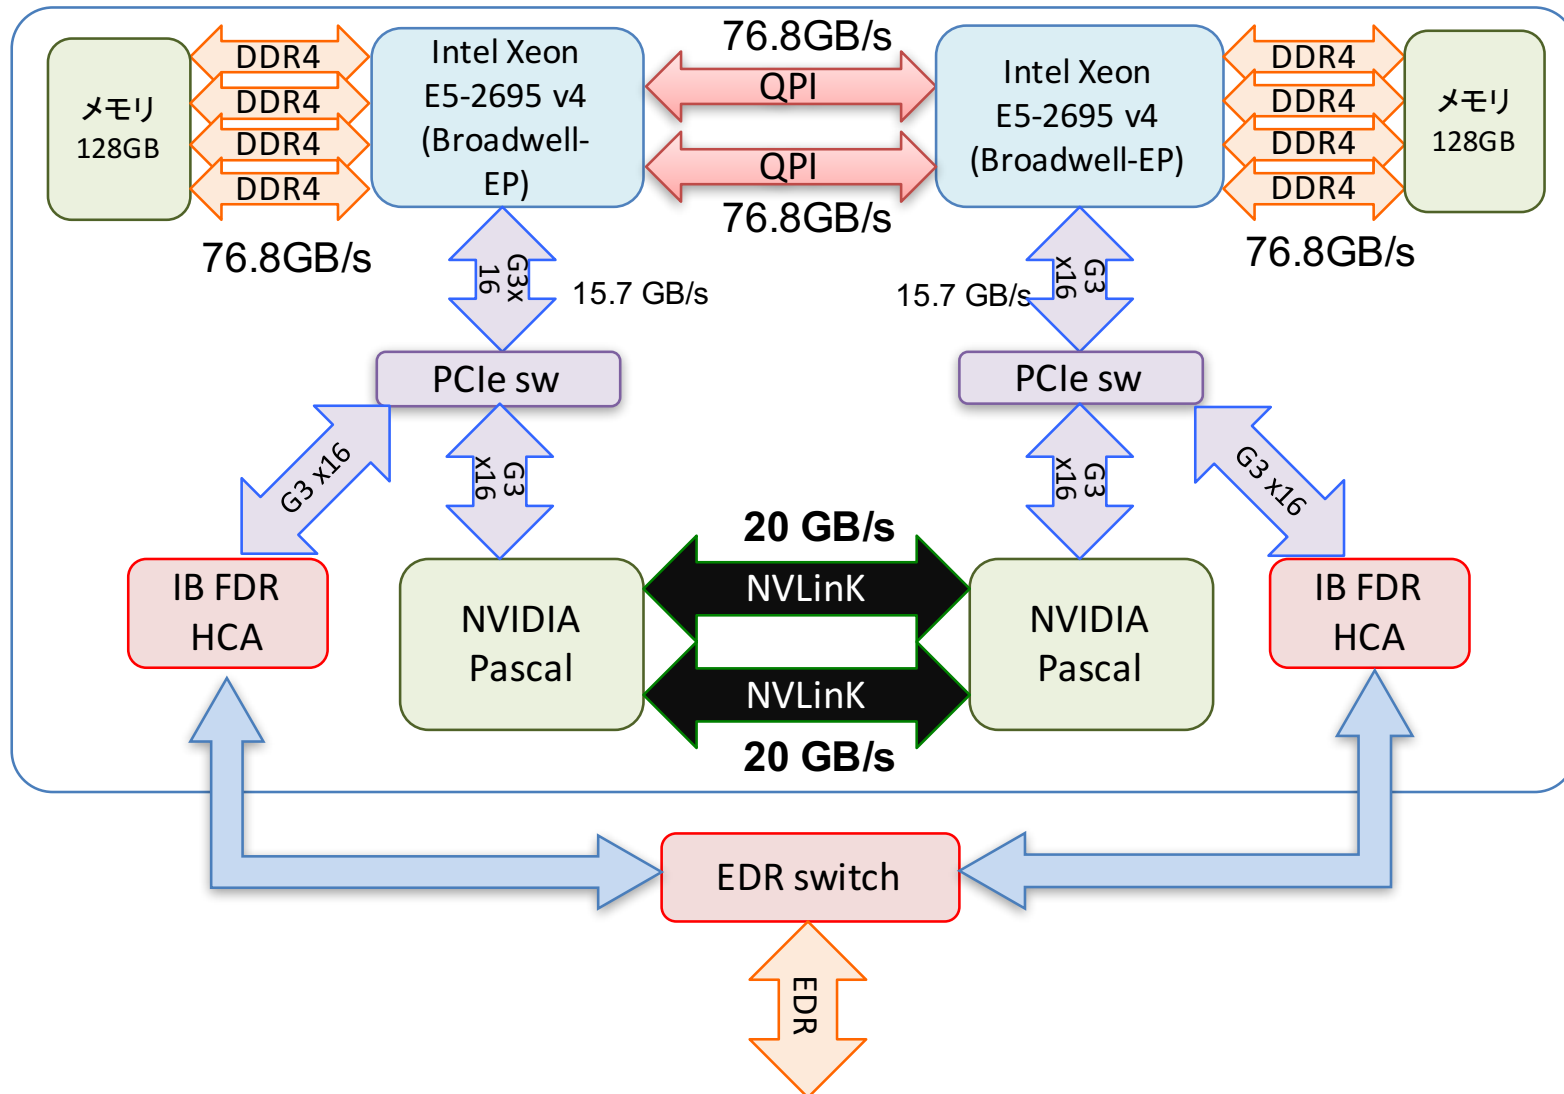 メモリ
128GB
DDR4
DDR4
DDR4
DDR4
76.8GB/s
Intel Xeon
E5-2695 v4
(Broadwell-
EP)
76.8GB/s
QPI
QPI
76.8GB/s
Intel Xeon
E5-2695 v4
(Broadwell-EP)
DDR4
DDR4
DDR4
DDR4
76.8GB/s
メモリ
128GB
G3x
16
15.7 GB/s
15.7 GB/s
G3
x16
PCIe sw
PCIe sw
G3 x16
G3
x16
G3
x16
G3 x16
IB FDR
HCA
NVIDIA
Pascal
20 GB/s
NVLinK
NVLinK
20 GB/s
NVIDIA
Pascal
IB FDR
HCA
EDR switch
EDR